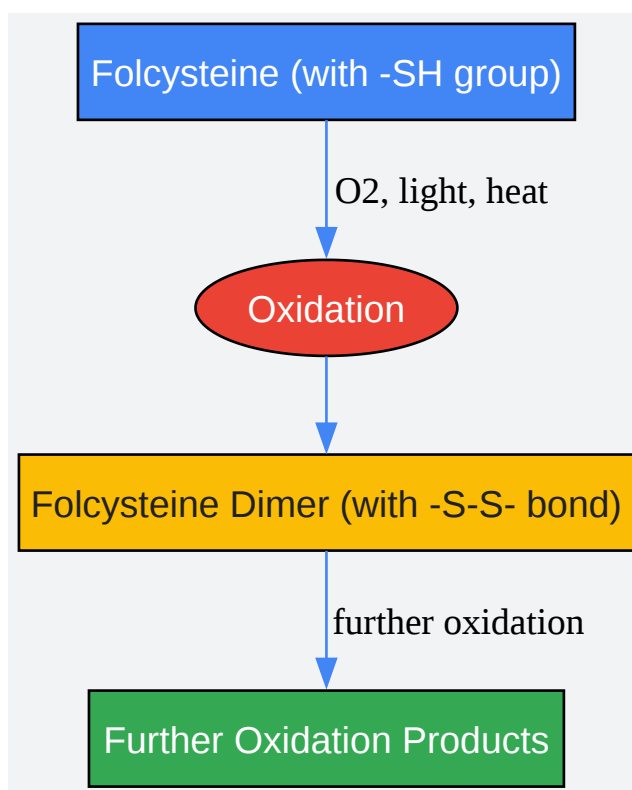 Folcysteine (with -SH group)
O2, light, heat
Oxidation
Folcysteine Dimer (with -S-S- bond)
further oxidation
Further Oxidation Products